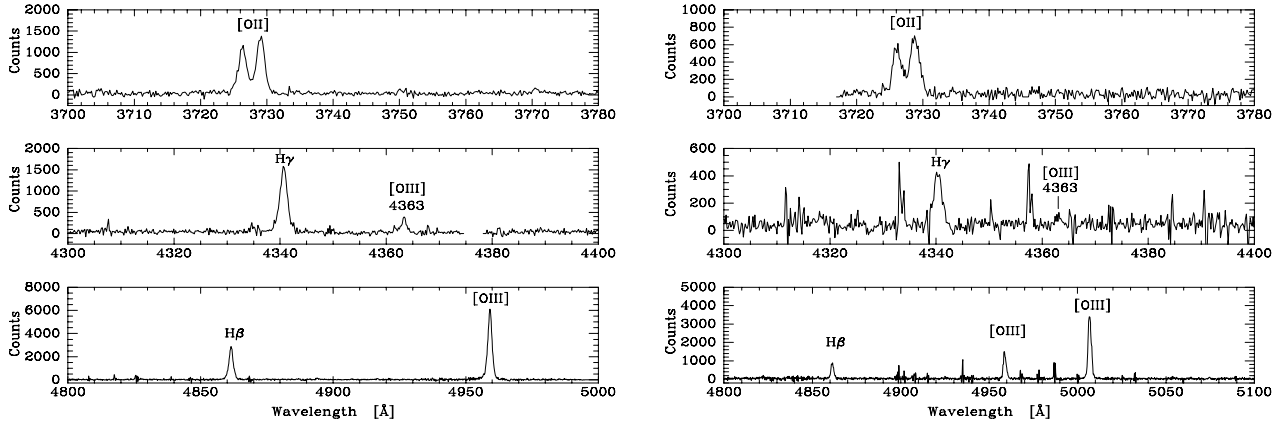 2000
1500
1000
500
0
Counts
[OII]
3700 3710 3720 3730 3740 3750 3760 3770 3780
2000
1500
1000
500
0
Counts
Hγ
[OIII]
4363
4300 4320 4340 4360 4380 4400
8000
6000
4000
2000
0
Counts
Hβ
[OIII]
4800 4850 4900 4950 5000
Wavelength [Å]
1000
800
600
400
200
0
Counts
[OII]
3700 3710 3720 3730 3740 3750 3760 3770 3780
600
400
200
0
Counts
Hγ
[OIII]
4363
4300 4320 4340 4360 4380 4400
5000
4000
3000
2000
1000
0
Counts
Hβ
[OIII]
[OIII]
4800 4850 4900 4950 5000 5050 5100
Wavelength [Å]